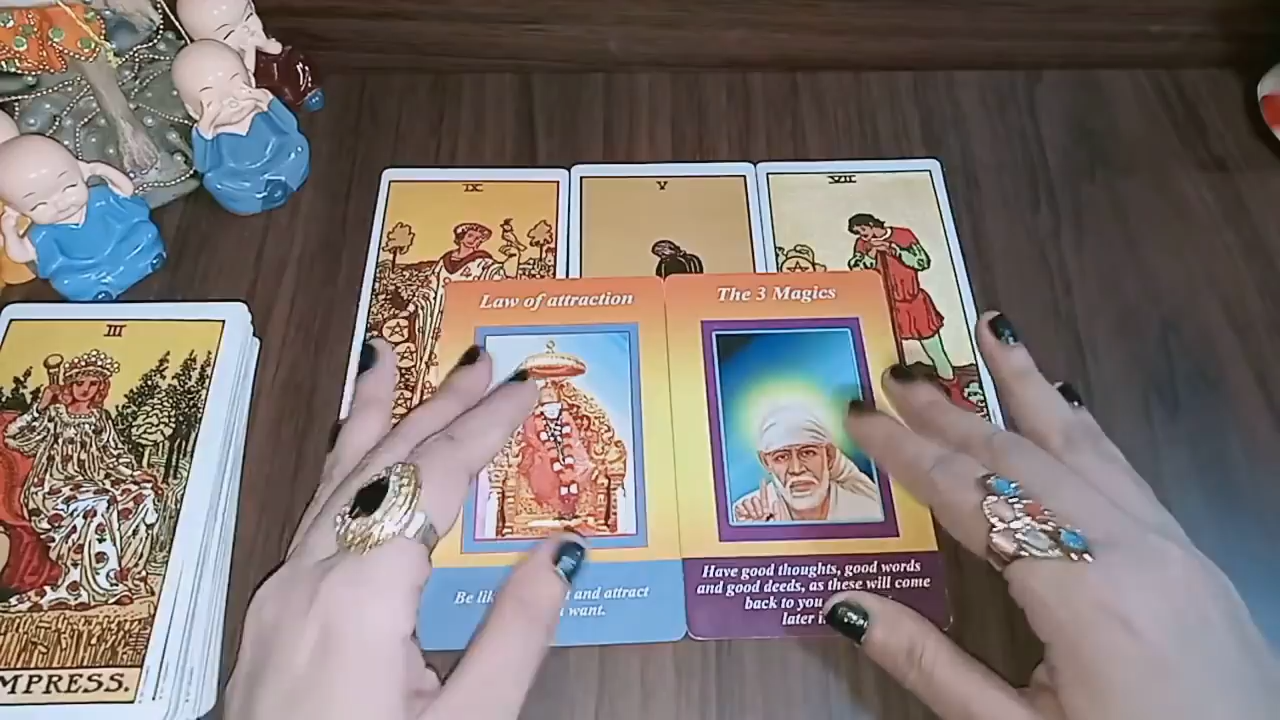 IX
V
VII
Law of attraction
The 3 Magics
III
Be and attract
want.
Have good thoughts, good words
and good deeds, as these will come
back to you
later
MPRESS.